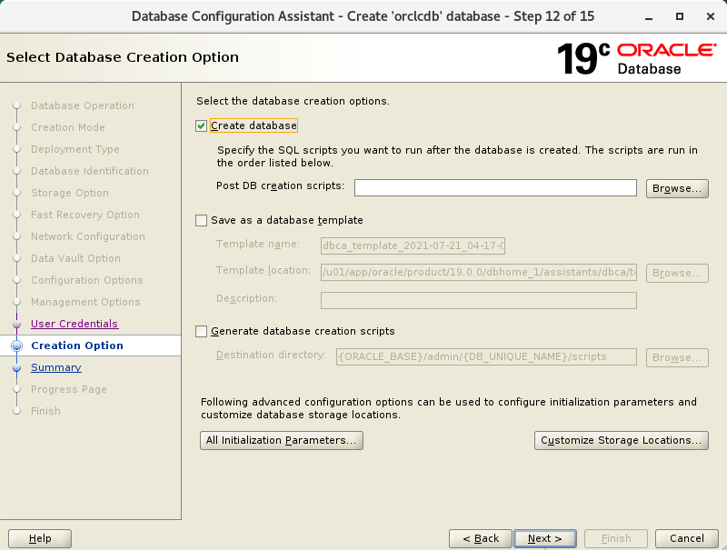 Database Configuration Assistant - Create 'orclcdb' database - Step 12 of 15
Select Database Creation Option
19c ORACLE
Database
Database Operation
Creation Mode
Deployment Type
Database Identification
Storage Option
Fast Recovery Option
Network Configuration
Data Vault Option
Configuration Options
Management Options
User Credentials
Creation Option
Summary
Progress Page
Finish
Select the database creation options.
Create database
Specify the SQL scripts you want to run after the database is created. The scripts are run in
the order listed below.
Post DB creation scripts:
Browse...
Save as a database template
Template name: dbca_template_2021-07-21_04-17-
Template location: /u01/app/oracle/product/19.0.0/dbhome_1/assistants/dbca/
Browse...
Description:
Generate database creation scripts
Destination directory: {ORACLE_BASE}/admin/{DB_UNIQUE_NAME}/scripts
Browse...
Following advanced configuration options can be used to configure initialization parameters and
customize database storage locations.
All Initialization Parameters...
Customize Storage Locations...
Help
< Back
Next >
Finish
Cancel